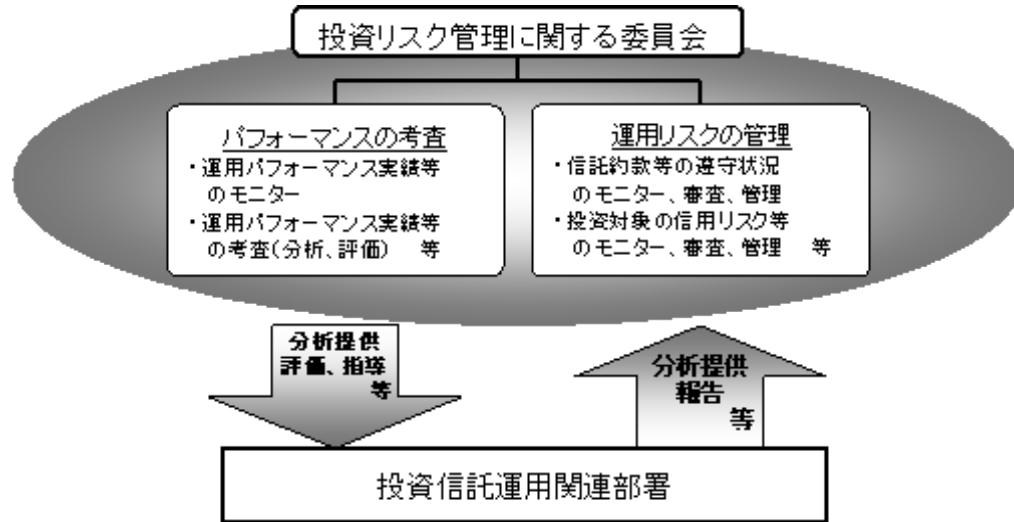 投資リスク管理に関する委員会
パフォーマンスの考査
・運用パフォーマンス実績等
のモニター
・運用パフォーマンス実績等
の考査(分析、評価) 等
運用リスクの管理
・信託約款等の遵守状況
のモニター、審査、管理
・投資対象の信用リスク等
のモニター、審査、管理 等
分析提供
評価、指導
等
分析提供
報告
等
投資信託運用関連部署